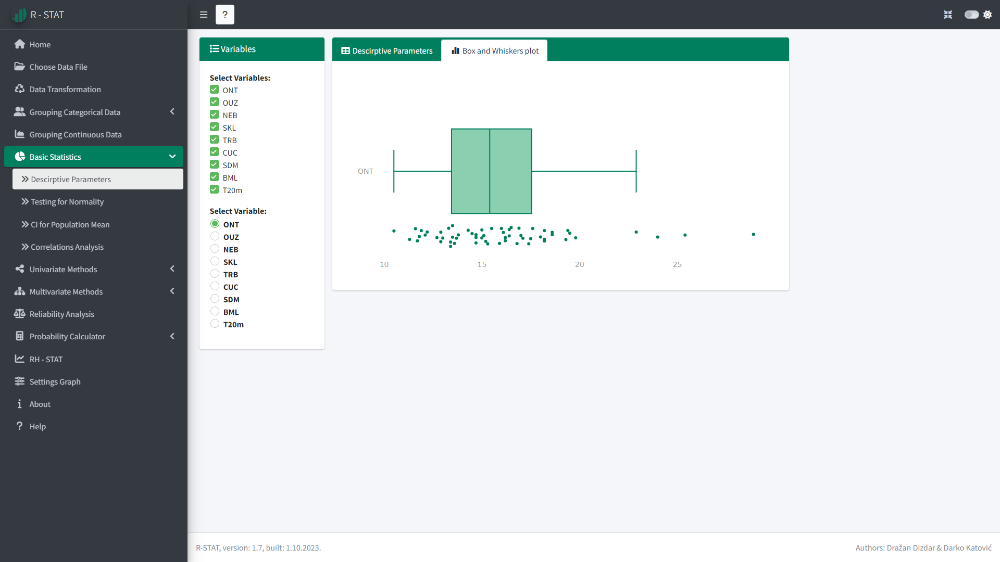 R - STAT
?
Home
Choose Data File
Data Transformation
Grouping Categorical Data
Grouping Continuous Data
Basic Statistics
Descirptive Parameters
Testing for Normality
CI for Population Mean
Correlations Analysis
Univariate Methods
Multivariate Methods
Reliability Analysis
Probability Calculator
RH - STAT
Settings Graph
About
Help
Variables
Select Variables:
ONT
OUZ
NEB
SKL
TRB
CUC
SDM
BML
T20m
Select Variable:
ONT
OUZ
NEB
SKL
TRB
CUC
SDM
BML
T20m
Descirptive Parameters
Box and Whiskers plot
ONT
10 15 20 25
R-STAT, version: 1.7, built: 1.10.2023.
Authors: Dražan Dizdar & Darko Katović